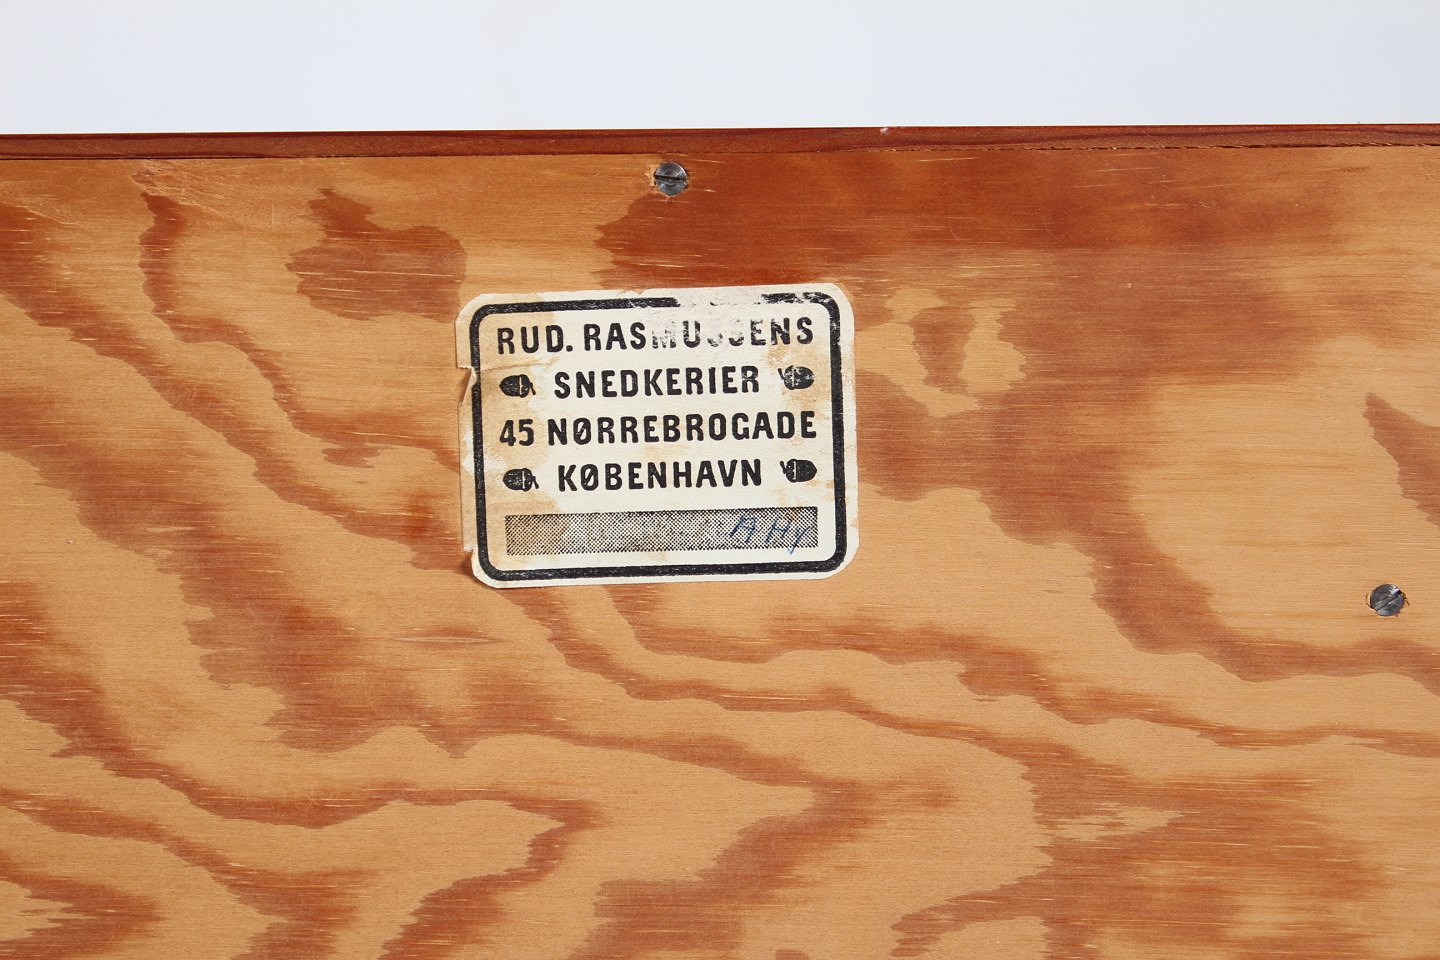 RUD. RASMUSSENS
SNEDKERIER
45 NØRREBROGADE
KØBENHAVN